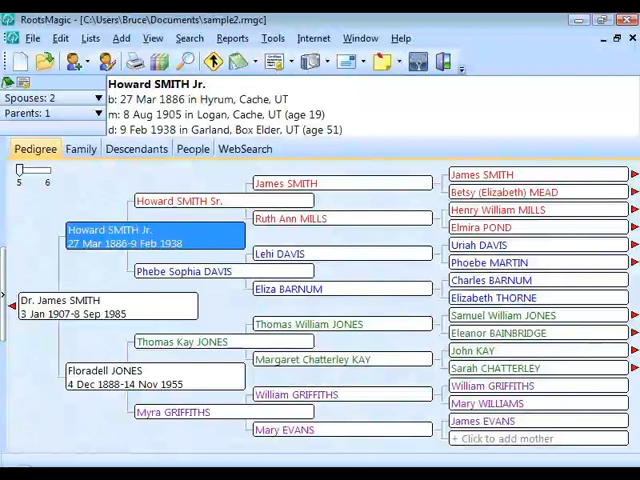 RootsMagic - [C:\Users\Bruce\Documents\sample2.rmgc]
File Edit Lists Add View Search Reports Tools Internet Window Help
Spouses: 2
Parents: 1
Howard SMITH Jr.
b: 27 Mar 1886 in Hyrum, Cache, UT
m: 8 Aug 1905 in Logan, Cache, UT (age 19)
d: 9 Feb 1938 in Garland, Box Elder, UT (age 51)
Pedigree Family Descendants People WebSearch
5 6
Dr. James SMITH
3 Jan 1907-8 Sep 1985
Howard SMITH Jr.
27 Mar 1886-9 Feb 1938
Floradell JONES
4 Dec 1888-14 Nov 1955
Howard SMITH Sr.
Phebe Sophia DAVIS
Thomas Kay JONES
Myra GRIFFITHS
James SMITH
Ruth Ann MILLS
Lehi DAVIS
Eliza BARNUM
Thomas William JONES
Margaret Chatterley KAY
William GRIFFITHS
Mary EVANS
James SMITH
Betsy (Elizabeth) MEAD
Henry William MILLS
Elmira POND
Uriah DAVIS
Phoebe MARTIN
Charles BARNUM
Elizabeth THORNE
Samuel William JONES
Eleanor BAINBRIDGE
John KAY
Sarah CHATTERLEY
William GRIFFITHS
Mary WILLIAMS
James EVANS
+ Click to add mother